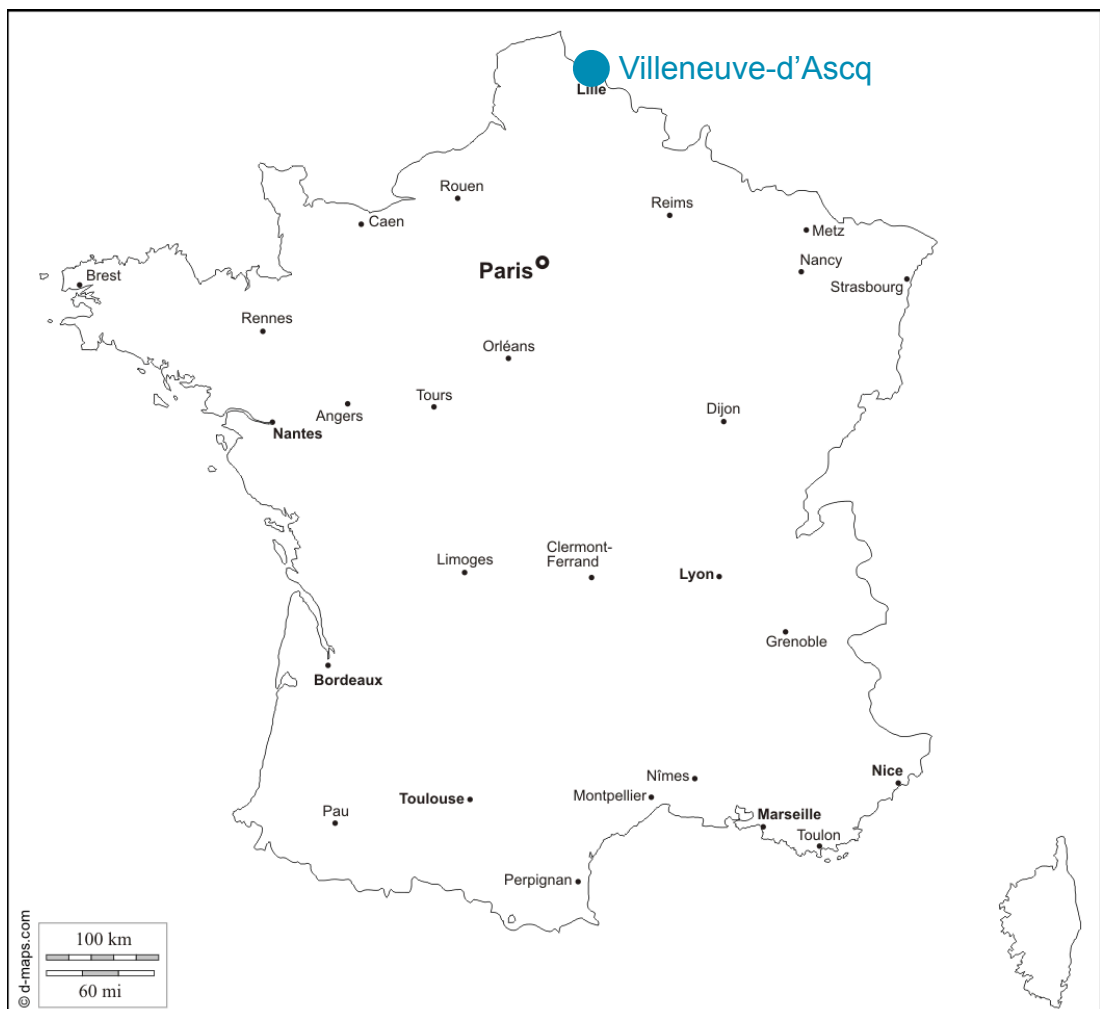 Villeneuve-d’Ascq
Lille
Rouen
Reims
Caen
Metz
Paris
Nancy
Brest
Strasbourg
Rennes
Orléans
Tours
Angers
Dijon
Nantes
Clermont-
Ferrand
Limoges
Lyon
Grenoble
Bordeaux
Nice
Nîmes
Montpellier
Toulouse
Pau
Marseille
Toulon
Perpignan
100 km
60 mi
© d-maps.com